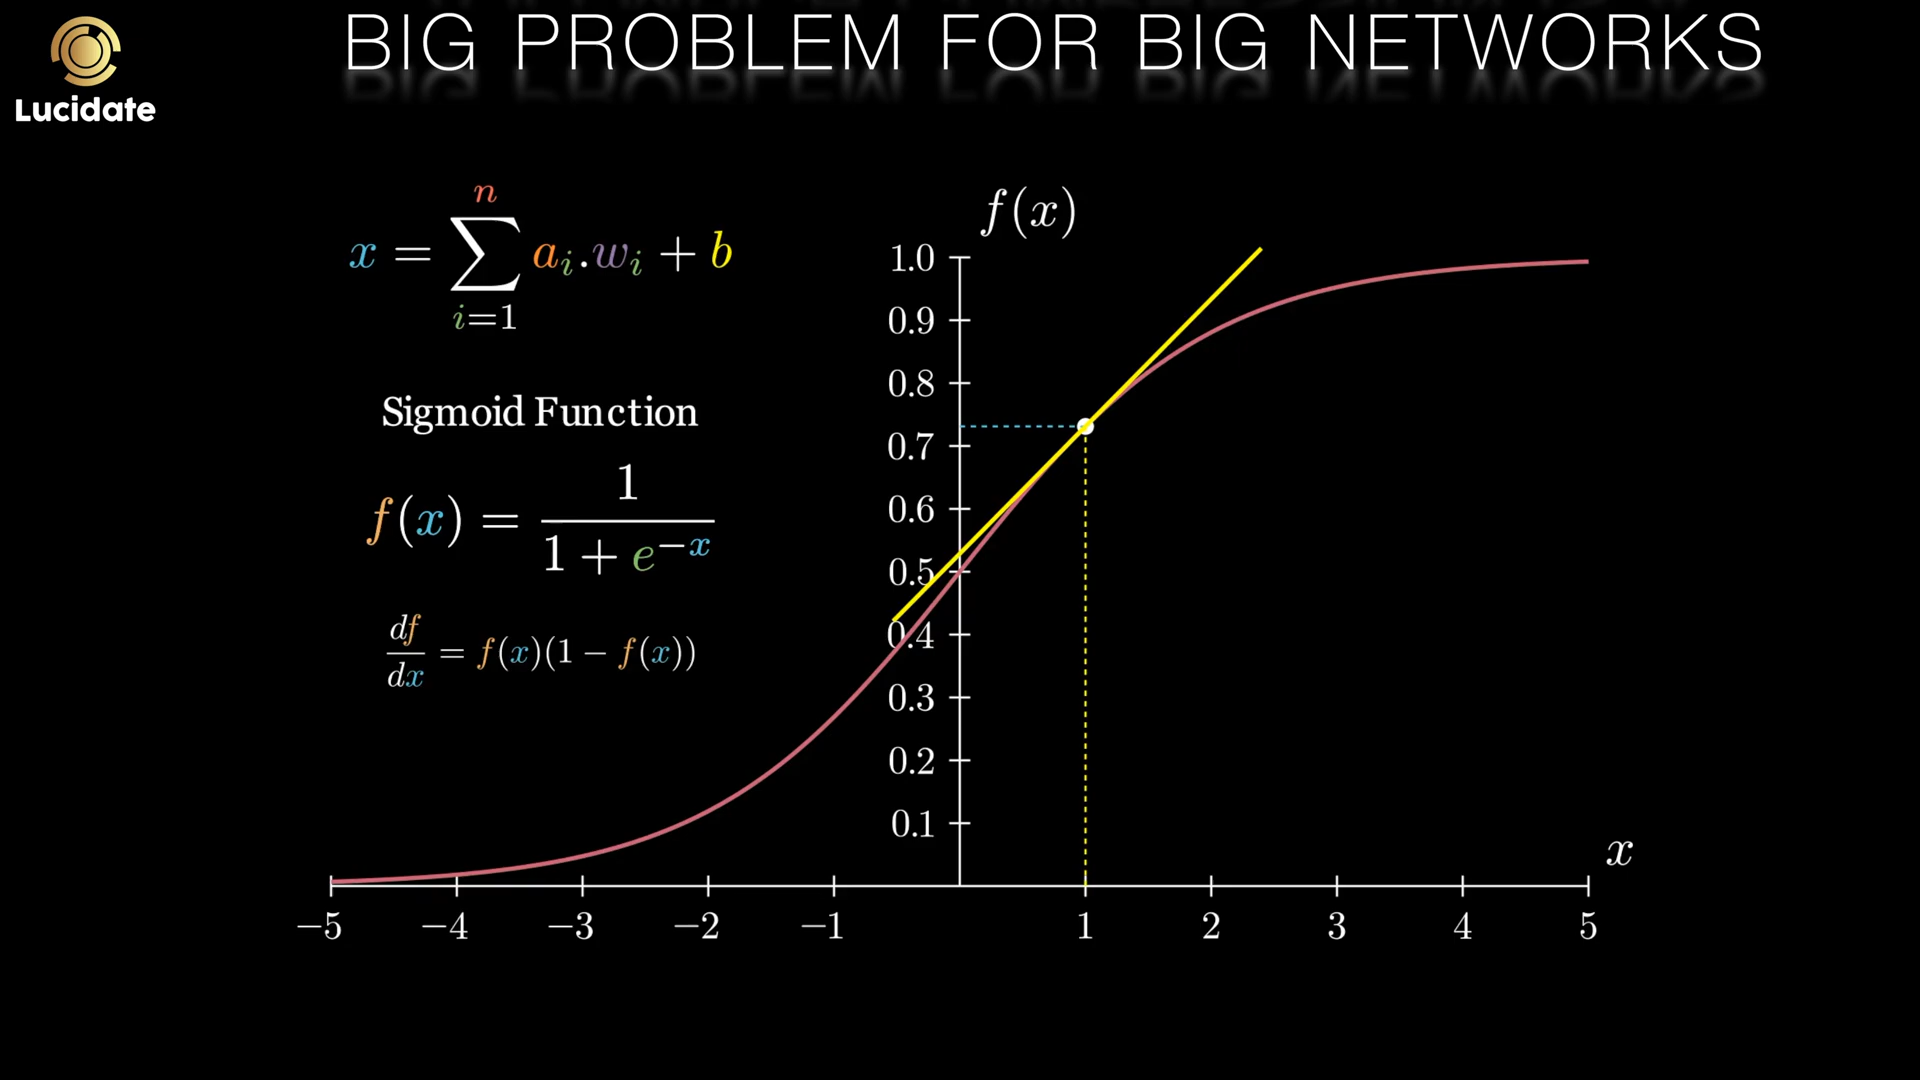 BIG PROBLEM FOR BIG NETWORKS
Lucidate
n
x = ∑ aᵢ.wᵢ + b
i=1
Sigmoid Function
1
f(x) = ―――
1 + e⁻ˣ
df
― = f(x)(1 − f(x))
dx
f(x)
1.0
0.9
0.8
0.7
0.6
0.5
0.4
0.3
0.2
0.1
x
−5 −4 −3 −2 −1 1 2 3 4 5